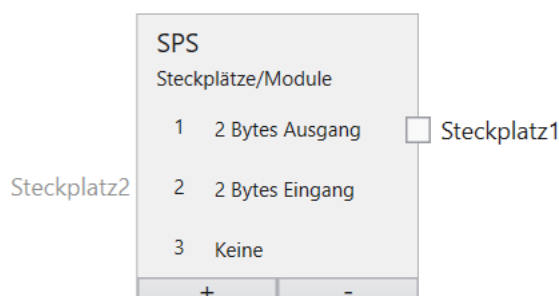 SPS
Steckplätze/Module
1 2 Bytes Ausgang Steckplatz1
Steckplatz2 2 2 Bytes Eingang
3 Keine
+ -